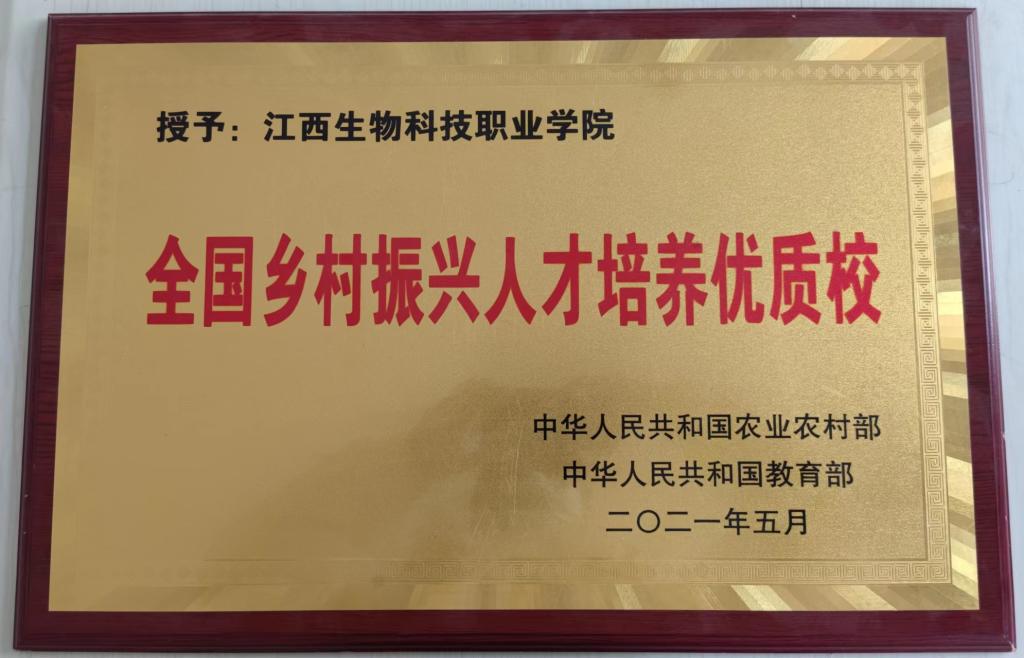 授予：江西生物科技职业学院
全国乡村振兴人才培养优质校
中华人民共和国农业农村部
中华人民共和国教育部
二〇二一年五月